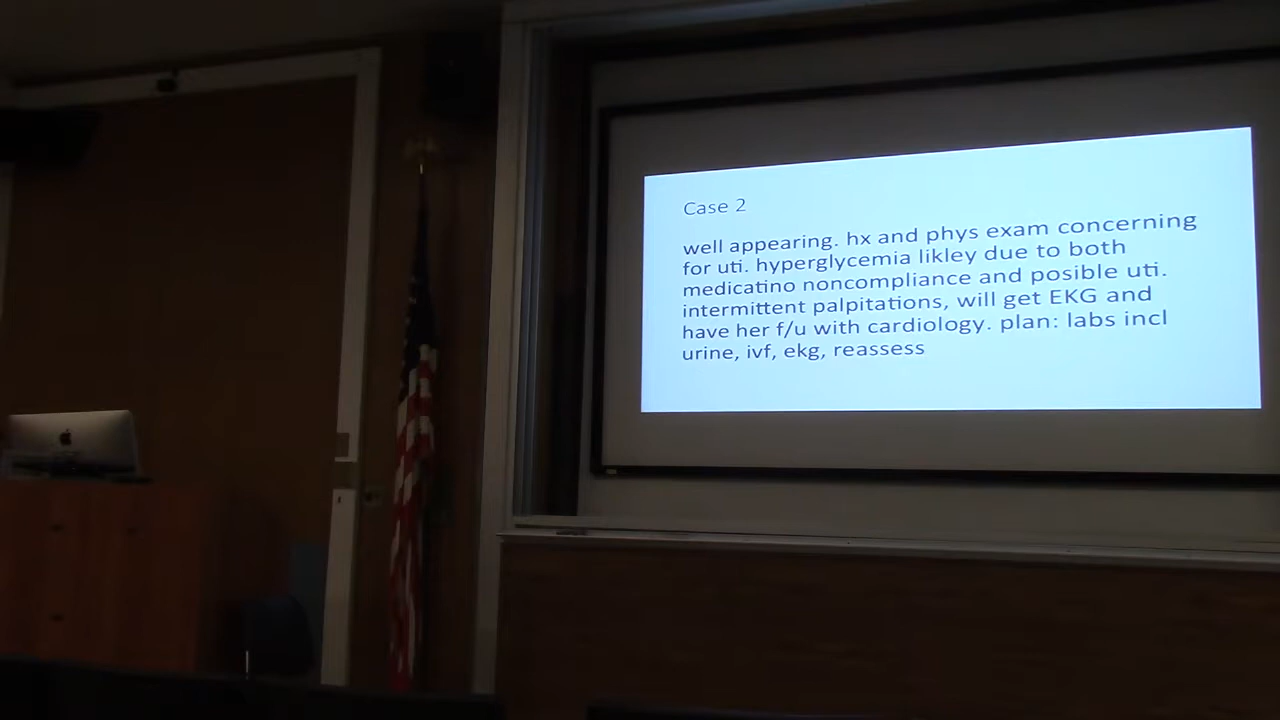 Case 2
well appearing. hx and phys exam concerning
for uti. hyperglycemia likley due to both
medicatino noncompliance and posible uti.
intermittent palpitations, will get EKG and
have her f/u with cardiology. plan: labs incl
urine, ivf, ekg, reassess